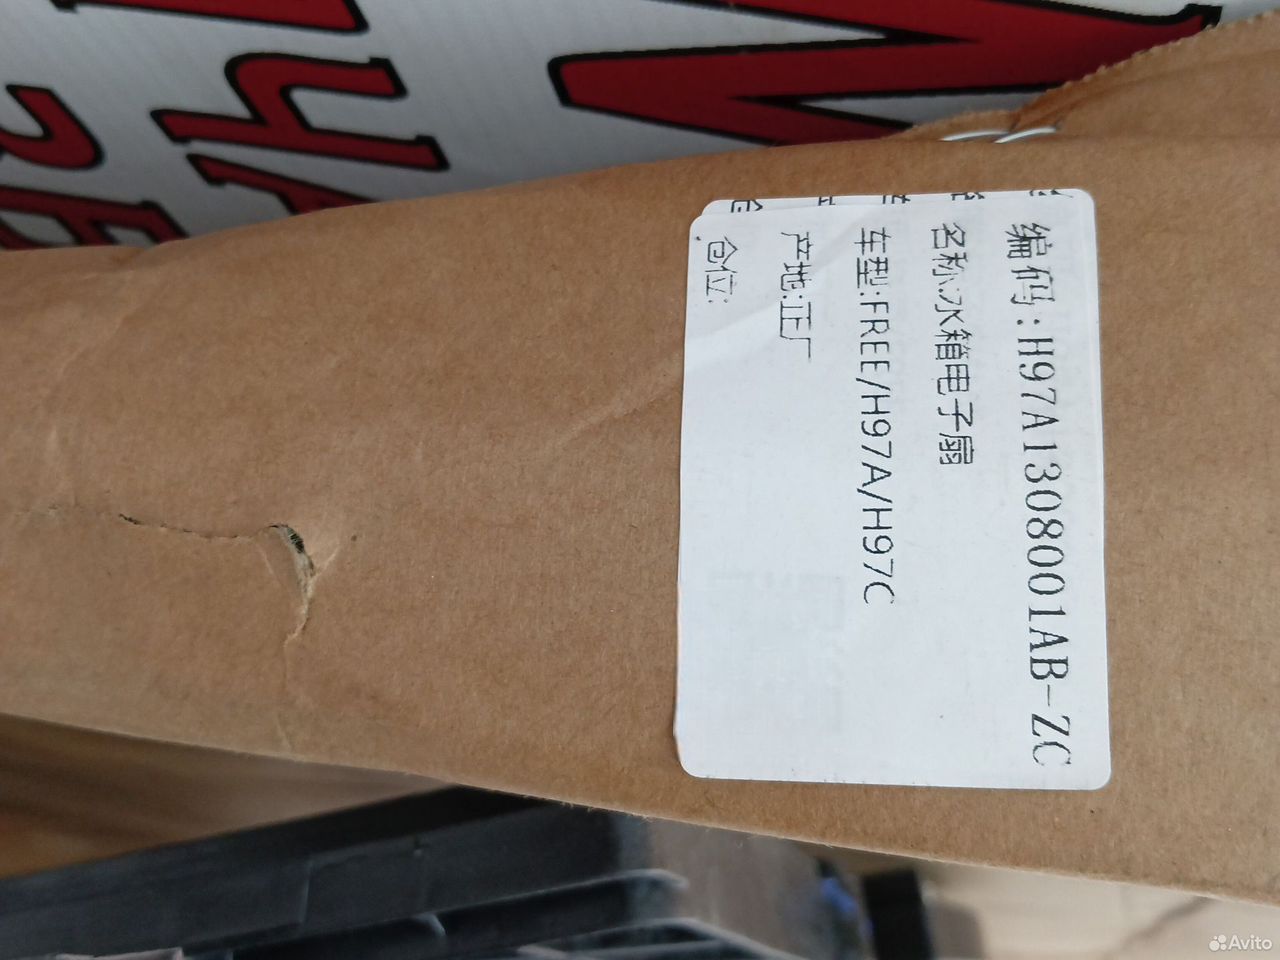 编码:H97A1308001AB-ZC
名称:水箱电子扇
车型:FREE/H97A/H97C
产地:正厂
仓位:
Avito